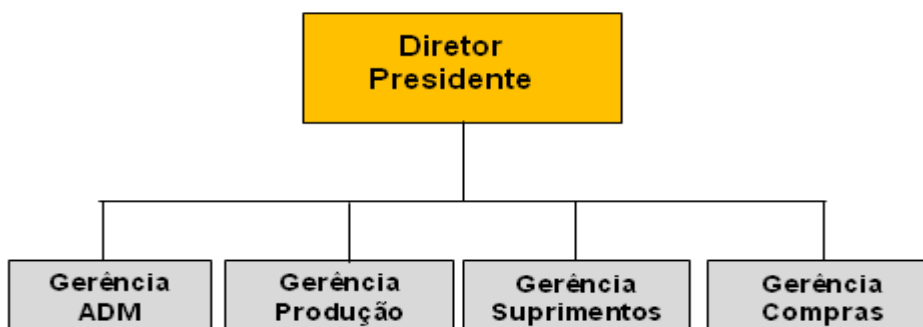 Diretor
Presidente
Gerência
ADM
Gerência
Produção
Gerência
Suprimentos
Gerência
Compras